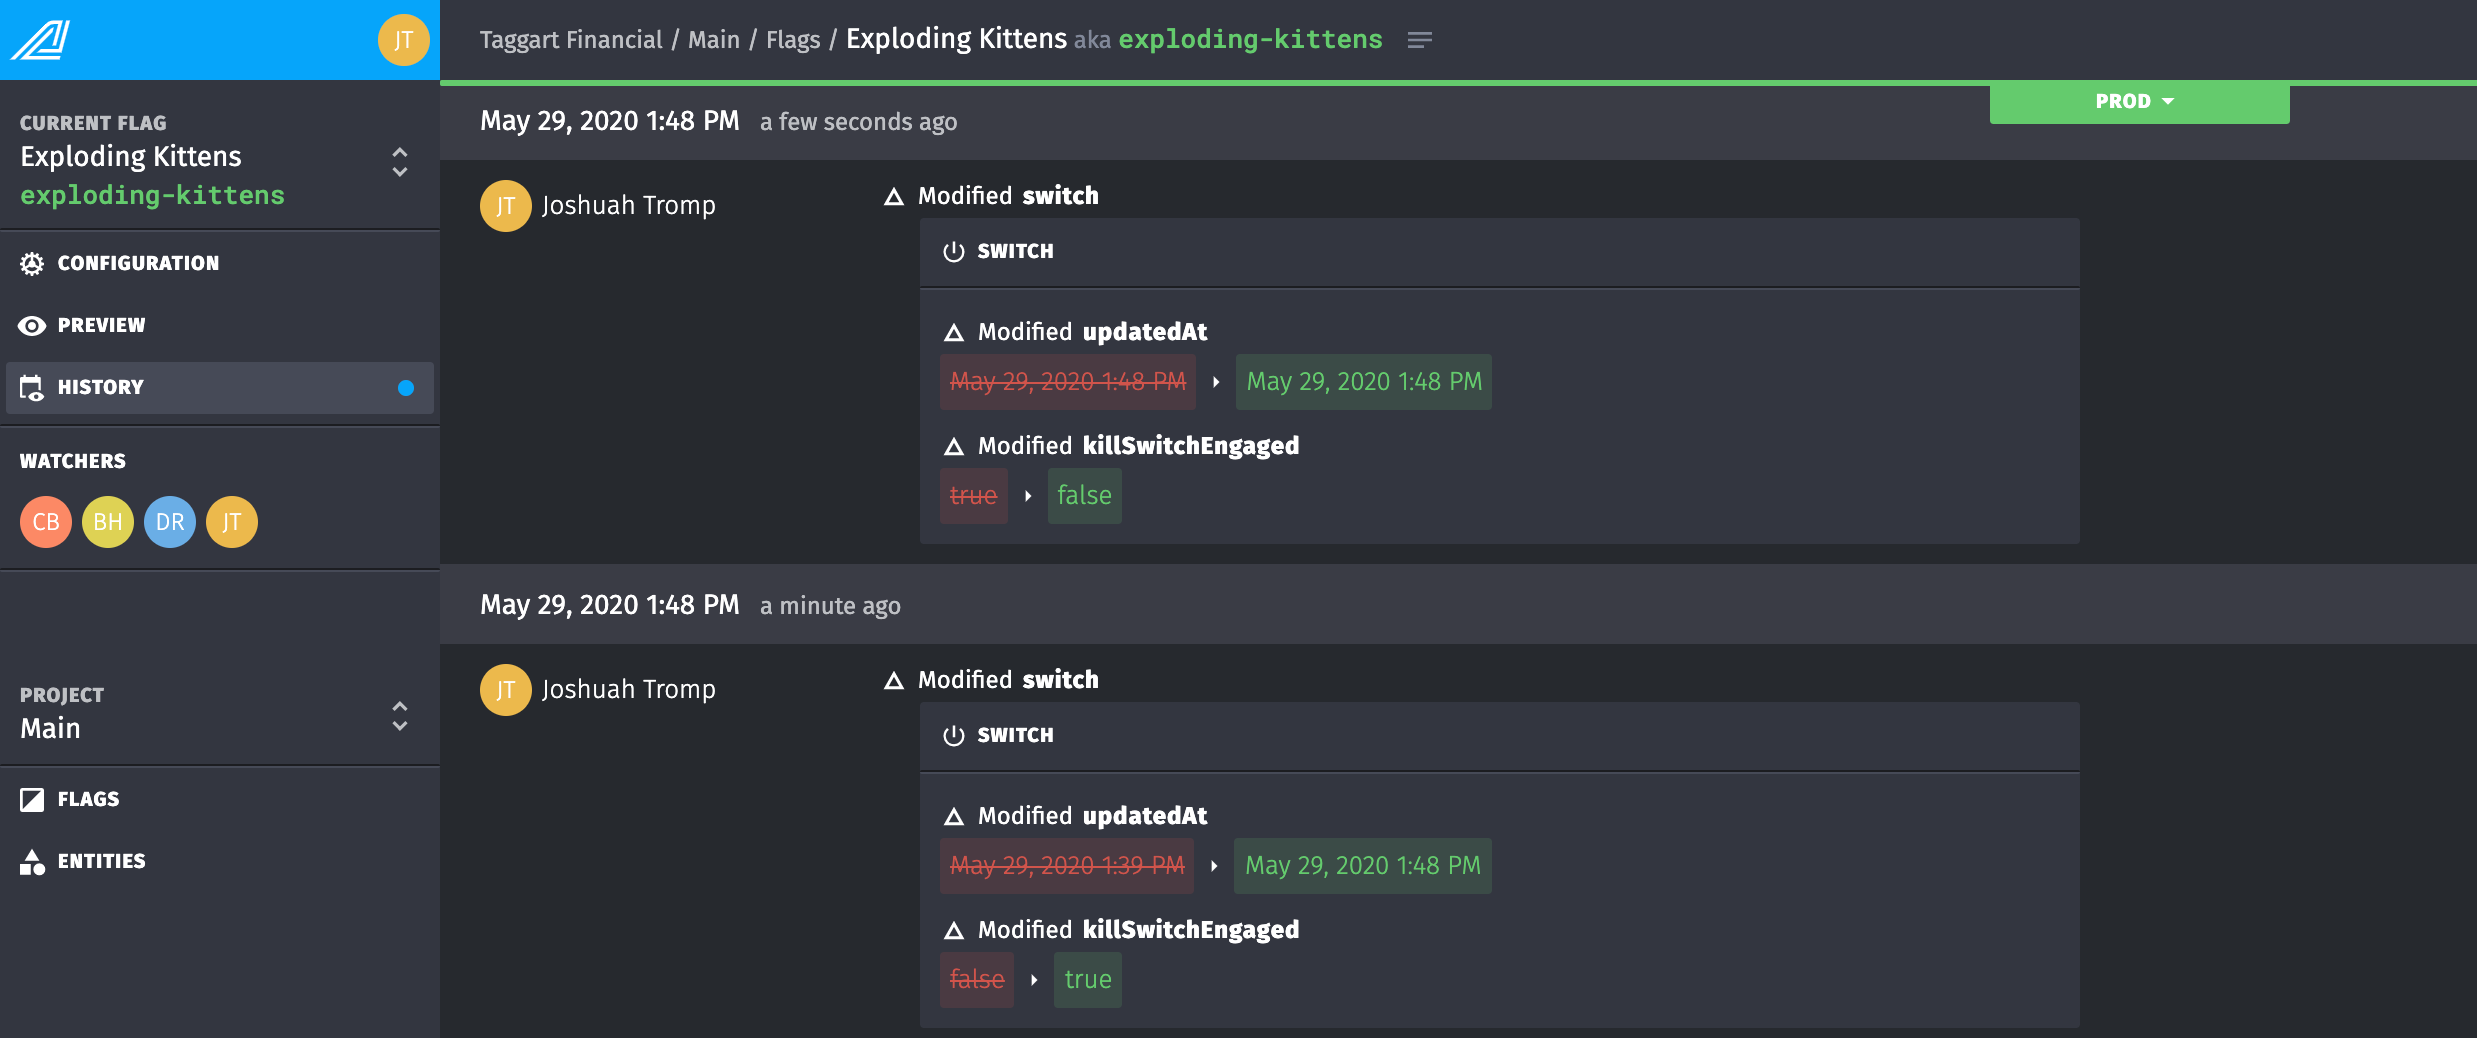 JT
Taggart Financial / Main / Flags / Exploding Kittens aka exploding-kittens
PROD
CURRENT FLAG
Exploding Kittens
exploding-kittens
CONFIGURATION
PREVIEW
HISTORY
WATCHERS
CB BH DR JT
PROJECT
Main
FLAGS
ENTITIES
May 29, 2020 1:48 PM a few seconds ago
JT Joshuah Tromp
Modified switch
SWITCH
Modified updatedAt
May 29, 2020 1:48 PM May 29, 2020 1:48 PM
Modified killSwitchEngaged
true false
May 29, 2020 1:48 PM a minute ago
JT Joshuah Tromp
Modified switch
SWITCH
Modified updatedAt
May 29, 2020 1:39 PM May 29, 2020 1:48 PM
Modified killSwitchEngaged
false true